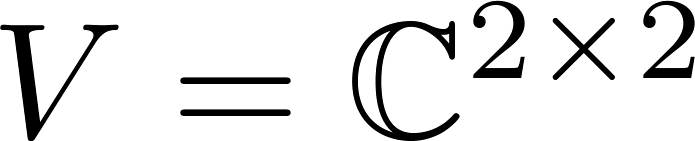 V = ℂ^{2×2}